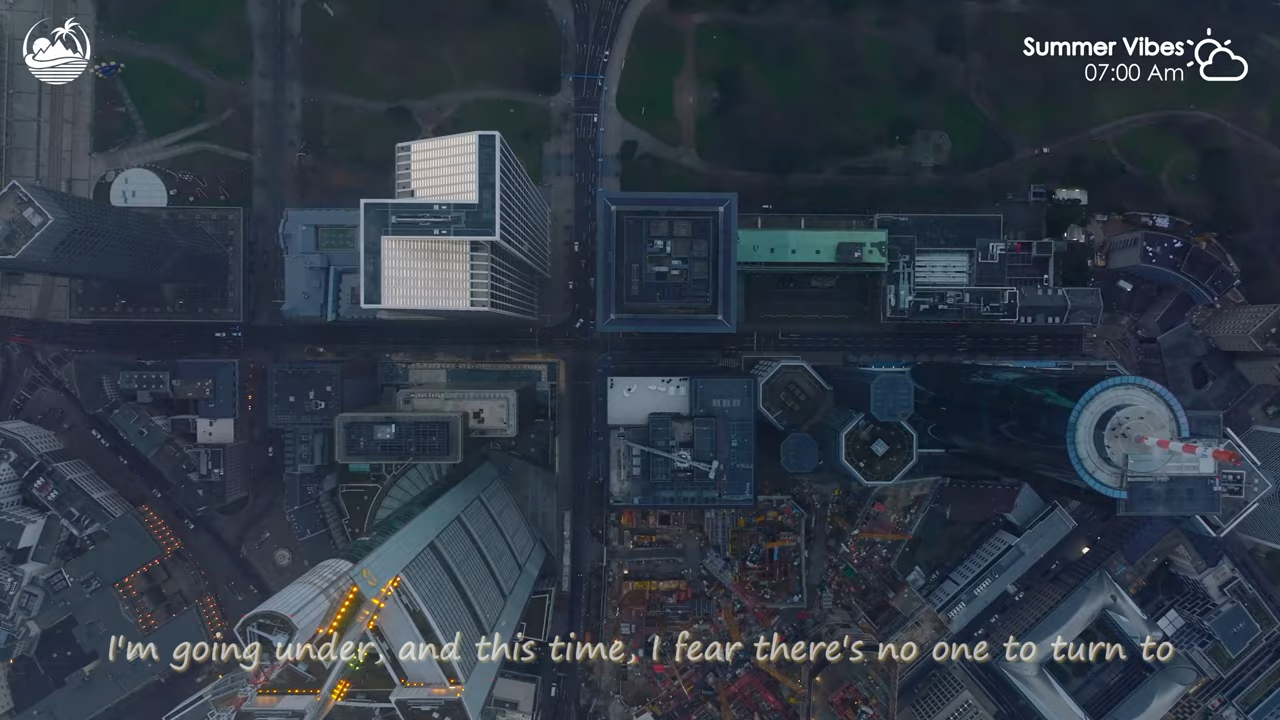 Summer Vibes
07:00 Am
I'm going under, and this time, I fear there's no one to turn to